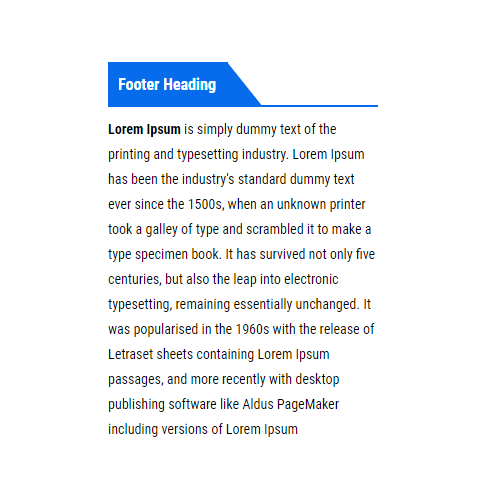 Footer Heading
Lorem Ipsum is simply dummy text of the
printing and typesetting industry. Lorem Ipsum
has been the industry's standard dummy text
ever since the 1500s, when an unknown printer
took a galley of type and scrambled it to make a
type specimen book. It has survived not only five
centuries, but also the leap into electronic
typesetting, remaining essentially unchanged. It
was popularised in the 1960s with the release of
Letraset sheets containing Lorem Ipsum
passages, and more recently with desktop
publishing software like Aldus PageMaker
including versions of Lorem Ipsum